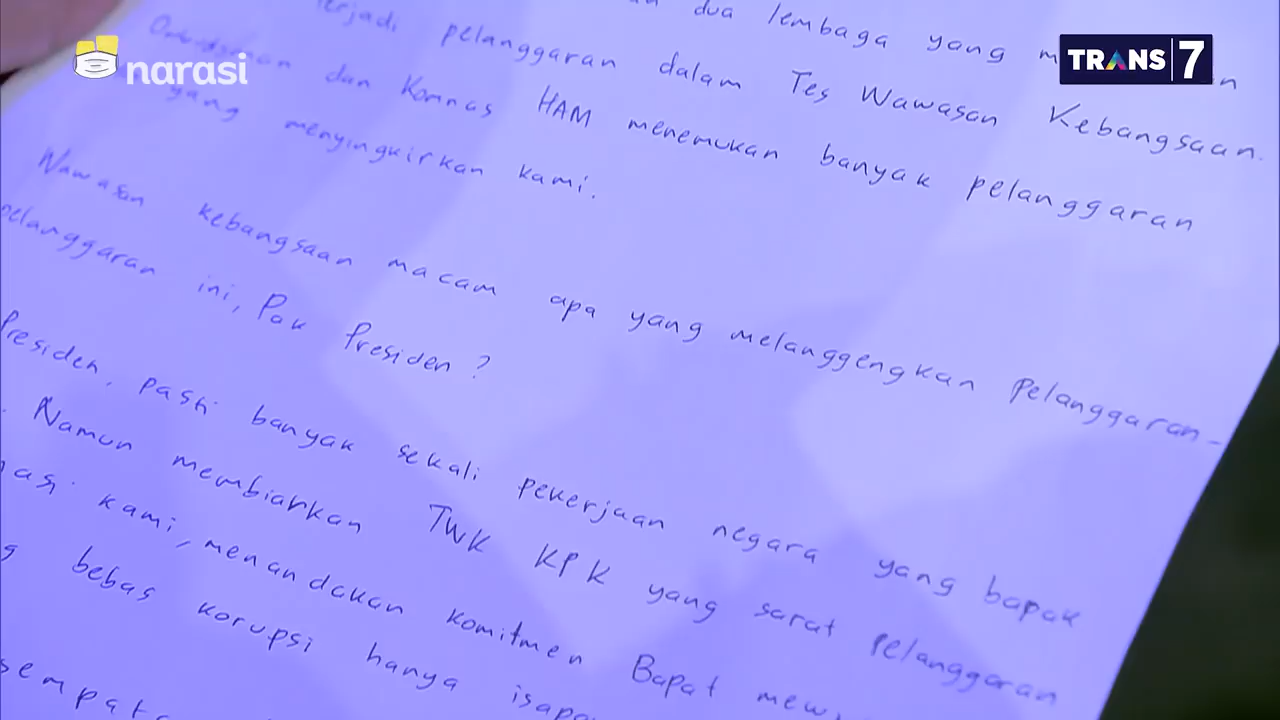 narasi
TRANS 7
dua lembaga yang
pelanggaran dalam Tes Wawasan Kebangsaan.
Ombudsman dan Komnas HAM menemukan banyak pelanggaran
yang menyingkirkan kami.
Wawasan kebangsaan macam apa yang melanggengkan pelanggaran-
pelanggaran ini, Pak Presiden?
Presiden, pasti banyak sekali pekerjaan negara yang bapak
Namun membiarkan TWK KPK yang sarat pelanggaran
kami, menandakan komitmen Bapat
bebas korupsi hanya